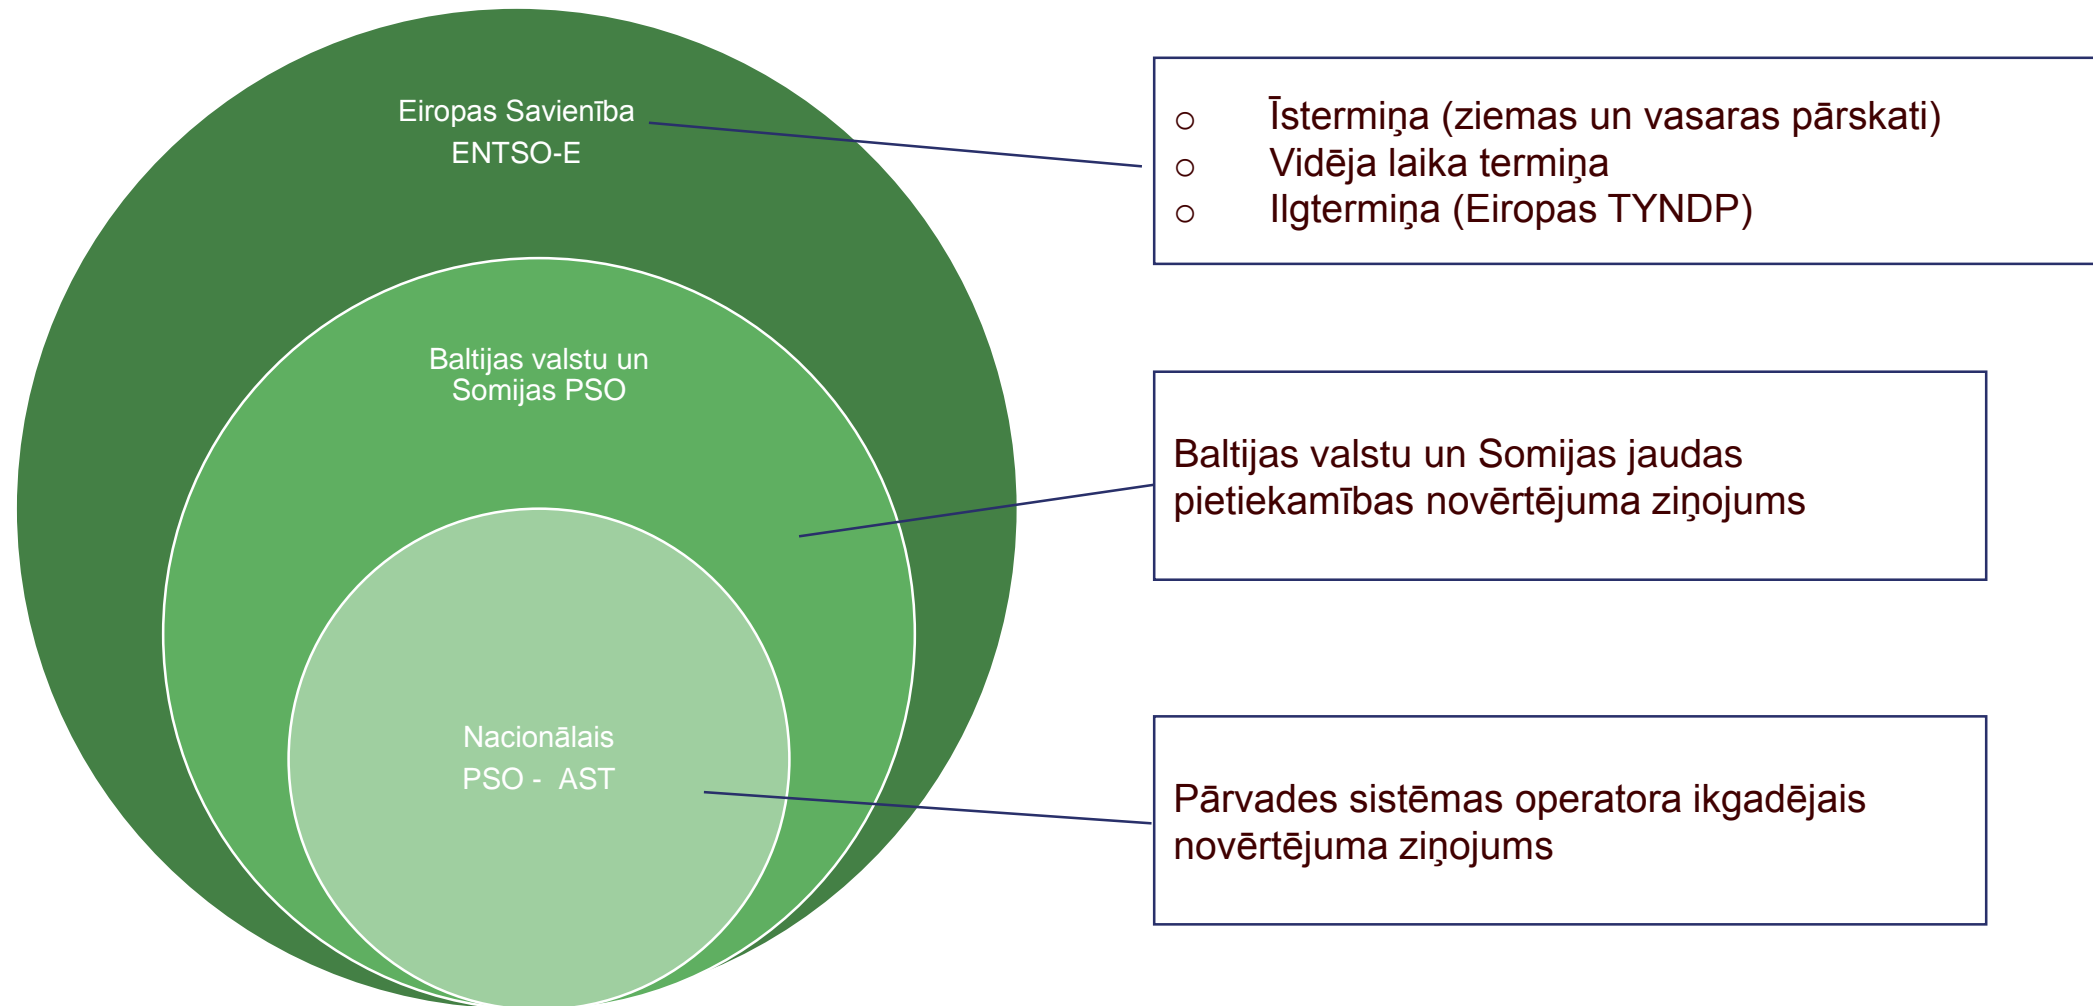 Eiropas Savienība
ENTSO-E
Baltijas valstu un
Somijas PSO
Nacionālais
PSO - AST
o Īstermiņa (ziemas un vasaras pārskati)
o Vidēja laika termiņa
o Ilgtermiņa (Eiropas TYNDP)
Baltijas valstu un Somijas jaudas
pietiekamības novērtējuma ziņojums
Pārvades sistēmas operatora ikgadējais
novērtējuma ziņojums